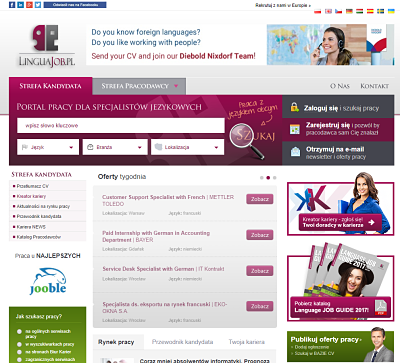 Odwiedź nas na Facebooku
Rekrutuj z nami w Europie »
LINGUAJOB.PL
Do you know foreign languages?
Do you like working with people?
Send your CV and join our Diebold Nixdorf Team!
STREFA KANDYDATA
STREFA PRACODAWCY
O NAS
KONTAKT
PORTAL PRACY DLA SPECJALISTÓW JĘZYKOWYCH
wpisz słowo kluczowe
Język
Branża
Lokalizacja
Praca z
językiem obcym
SZUKAJ
Zaloguj się i szukaj pracy
Zarejestruj się i pozwól by
pracodawca sam Cię znalazł
Otrzymuj na e-mail
newsletter i oferty pracy
STREFA KANDYDATA
Przetłumacz CV
Kreator kariery
Aktualności na rynku pracy
Przewodnik kandydata
Kariera NEWS
Katalog Pracodawców
Praca u NAJLEPSZYCH
jooble
Jak szukasz pracy?
na ogólnych serwisach
pracy
w wyszukiwarkach
pracy
na stronach Biur Karier
zagranicznych serwisach
Oferty tygodnia
Customer Support Specialist with French | METTLER
TOLEDO
Lokalizacja: Warsaw Język: francuski
Zobacz
Paid Internship with German in Accounting
Department | BAYER
Lokalizacja: Gdańsk Język: niemiecki
Zobacz
Service Desk Specialist with German | IT Kontrakt
Lokalizacja: Wrocław Język: niemiecki
Zobacz
Specjalista ds. eksportu na rynek francuski | EKO-
OKNA S.A.
Język: francuski
Zobacz
Rynek pracy
Przewodnik kandydata
Twoja kariera
Coraz mniej absolwentów informatyki. Prognoza
Kreator kariery - zgłoś się!
Twój doradcy w karierze
Pobierz katalog
Language JOB GUIDE 2017!
PDF
Publikuj oferty pracy
Dodaj ogłoszenie
Szukaj w BAZIE CV